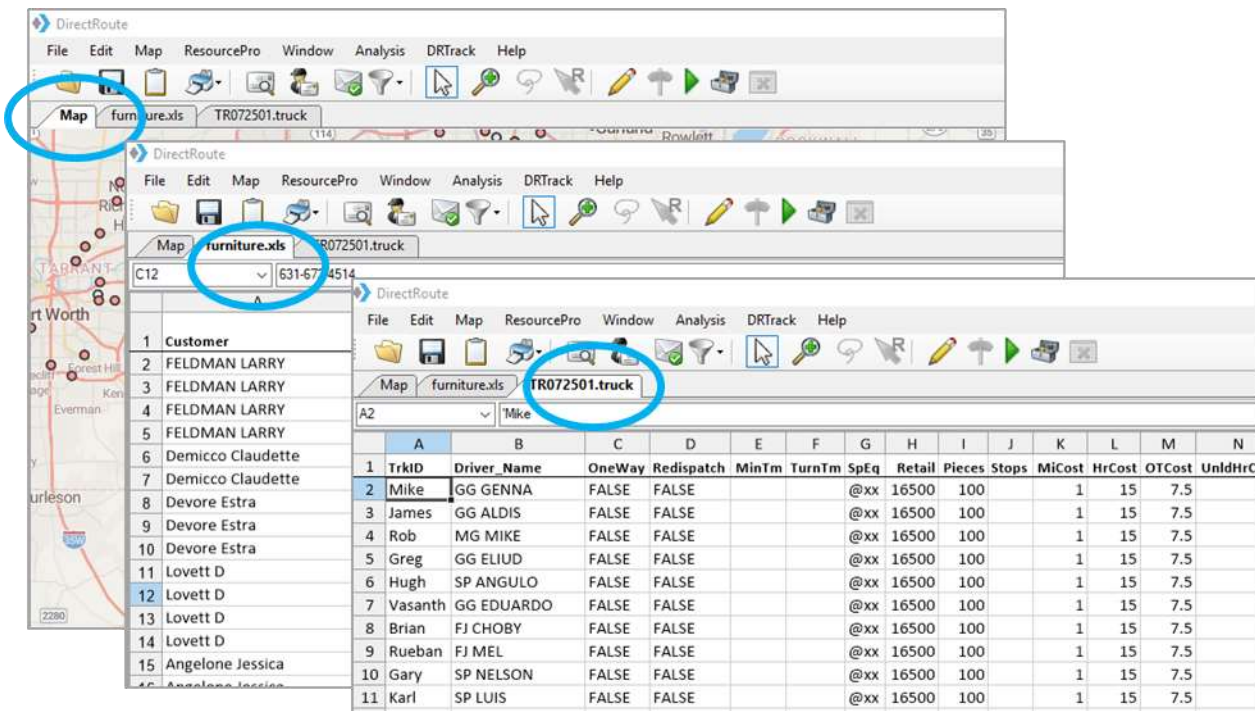 DirectRoute
File Edit Map ResourcePro Window Analysis DRTrack Help
Map furniture.xls TR072501.truck
114
Rowlett
35
TARRANT
rt Worth
Forest Hill
Everman
urleson
35W
2280
DirectRoute
File Edit Map ResourcePro Window Analysis DRTrack Help
Map furniture.xls TR072501.truck
C12
A
1 Customer
2 FELDMAN LARRY
3 FELDMAN LARRY
4 FELDMAN LARRY
5 FELDMAN LARRY
6 Demicco Claudette
7 Demicco Claudette
8 Devore Estra
9 Devore Estra
10 Devore Estra
11 Lovett D
12 Lovett D
13 Lovett D
14 Lovett D
15 Angelone Jessica
DirectRoute
File Edit Map ResourcePro Window Analysis DRTrack Help
Map furniture.xls TR072501.truck
A2 'Mike
A B C D E F G H I J K L M N
1 TrkID Driver_Name OneWay Redispatch MinTm TurnTm SpEq Retail Pieces Stops MiCost HrCost OTCost UnldHrC
2 Mike GG GENNA FALSE FALSE @xx 16500 100 1 15 7.5
3 James GG ALDIS FALSE FALSE @xx 16500 100 1 15 7.5
4 Rob MG MIKE FALSE FALSE @xx 16500 100 1 15 7.5
5 Greg GG ELIUD FALSE FALSE @xx 16500 100 1 15 7.5
6 Hugh SP ANGULO FALSE FALSE @xx 16500 100 1 15 7.5
7 Vasanth GG EDUARDO FALSE FALSE @xx 16500 100 1 15 7.5
8 Brian FJ CHOBY FALSE FALSE @xx 16500 100 1 15 7.5
9 Rueban FJ MEL FALSE FALSE @xx 16500 100 1 15 7.5
10 Gary SP NELSON FALSE FALSE @xx 16500 100 1 15 7.5
11 Karl SP LUIS FALSE FALSE @xx 16500 100 1 15 7.5